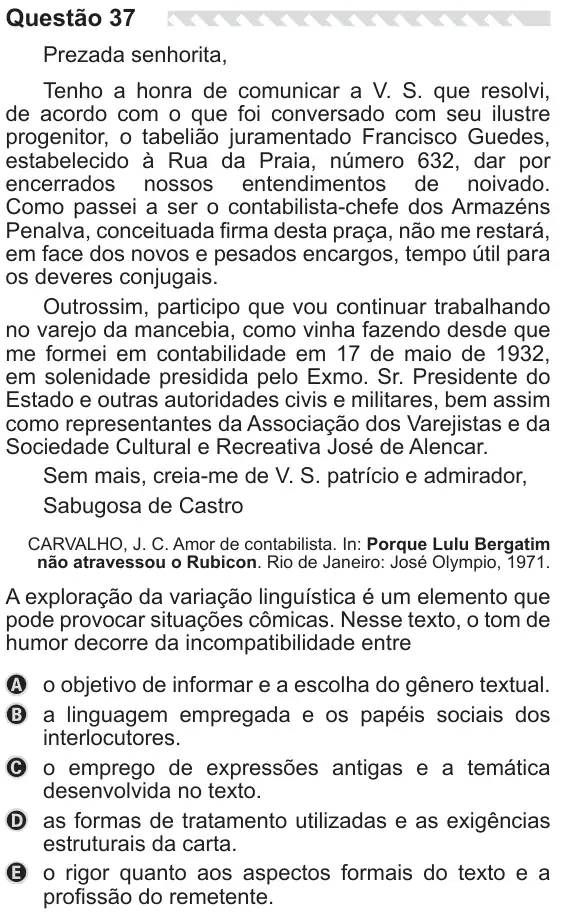 Questão 37
Prezada senhorita,
Tenho a honra de comunicar a V. S. que resolvi,
de acordo com o que foi conversado com seu ilustre
progenitor, o tabelião juramentado Francisco Guedes,
estabelecido à Rua da Praia, número 632, dar por
encerrados nossos entendimentos de noivado.
Como passei a ser o contabilista-chefe dos Armazéns
Penalva, conceituada firma desta praça, não me restará,
em face dos novos e pesados encargos, tempo útil para
os deveres conjugais.
Outrossim, participo que vou continuar trabalhando
no varejo da mancebia, como vinha fazendo desde que
me formei em contabilidade em 17 de maio de 1932,
em solenidade presidida pelo Exmo. Sr. Presidente do
Estado e outras autoridades civis e militares, bem assim
como representantes da Associação dos Varejistas e da
Sociedade Cultural e Recreativa José de Alencar.
Sem mais, creia-me de V. S. patrício e admirador,
Sabugosa de Castro
CARVALHO, J. C. Amor de contabilista. In: Porque Lulu Bergatim
não atravessou o Rubicon. Rio de Janeiro: José Olympio, 1971.
A exploração da variação linguística é um elemento que
pode provocar situações cômicas. Nesse texto, o tom de
humor decorre da incompatibilidade entre
A o objetivo de informar e a escolha do gênero textual.
B a linguagem empregada e os papéis sociais dos
interlocutores.
C o emprego de expressões antigas e a temática
desenvolvida no texto.
D as formas de tratamento utilizadas e as exigências
estruturais da carta.
E o rigor quanto aos aspectos formais do texto e a
profissão do remetente.